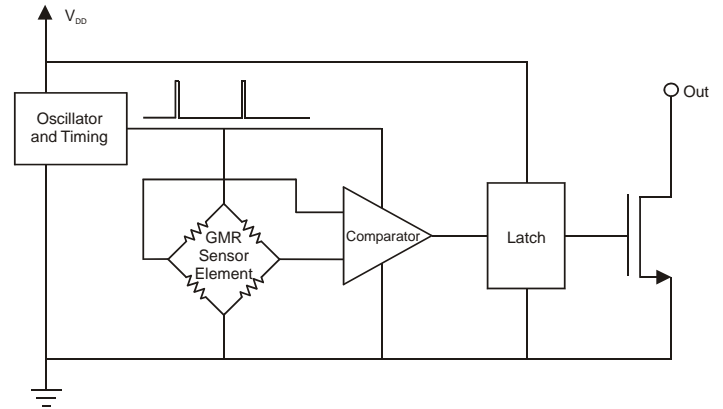 V_DD
Oscillator
and Timing
Out
GMR
Sensor
Element
Comparator
Latch